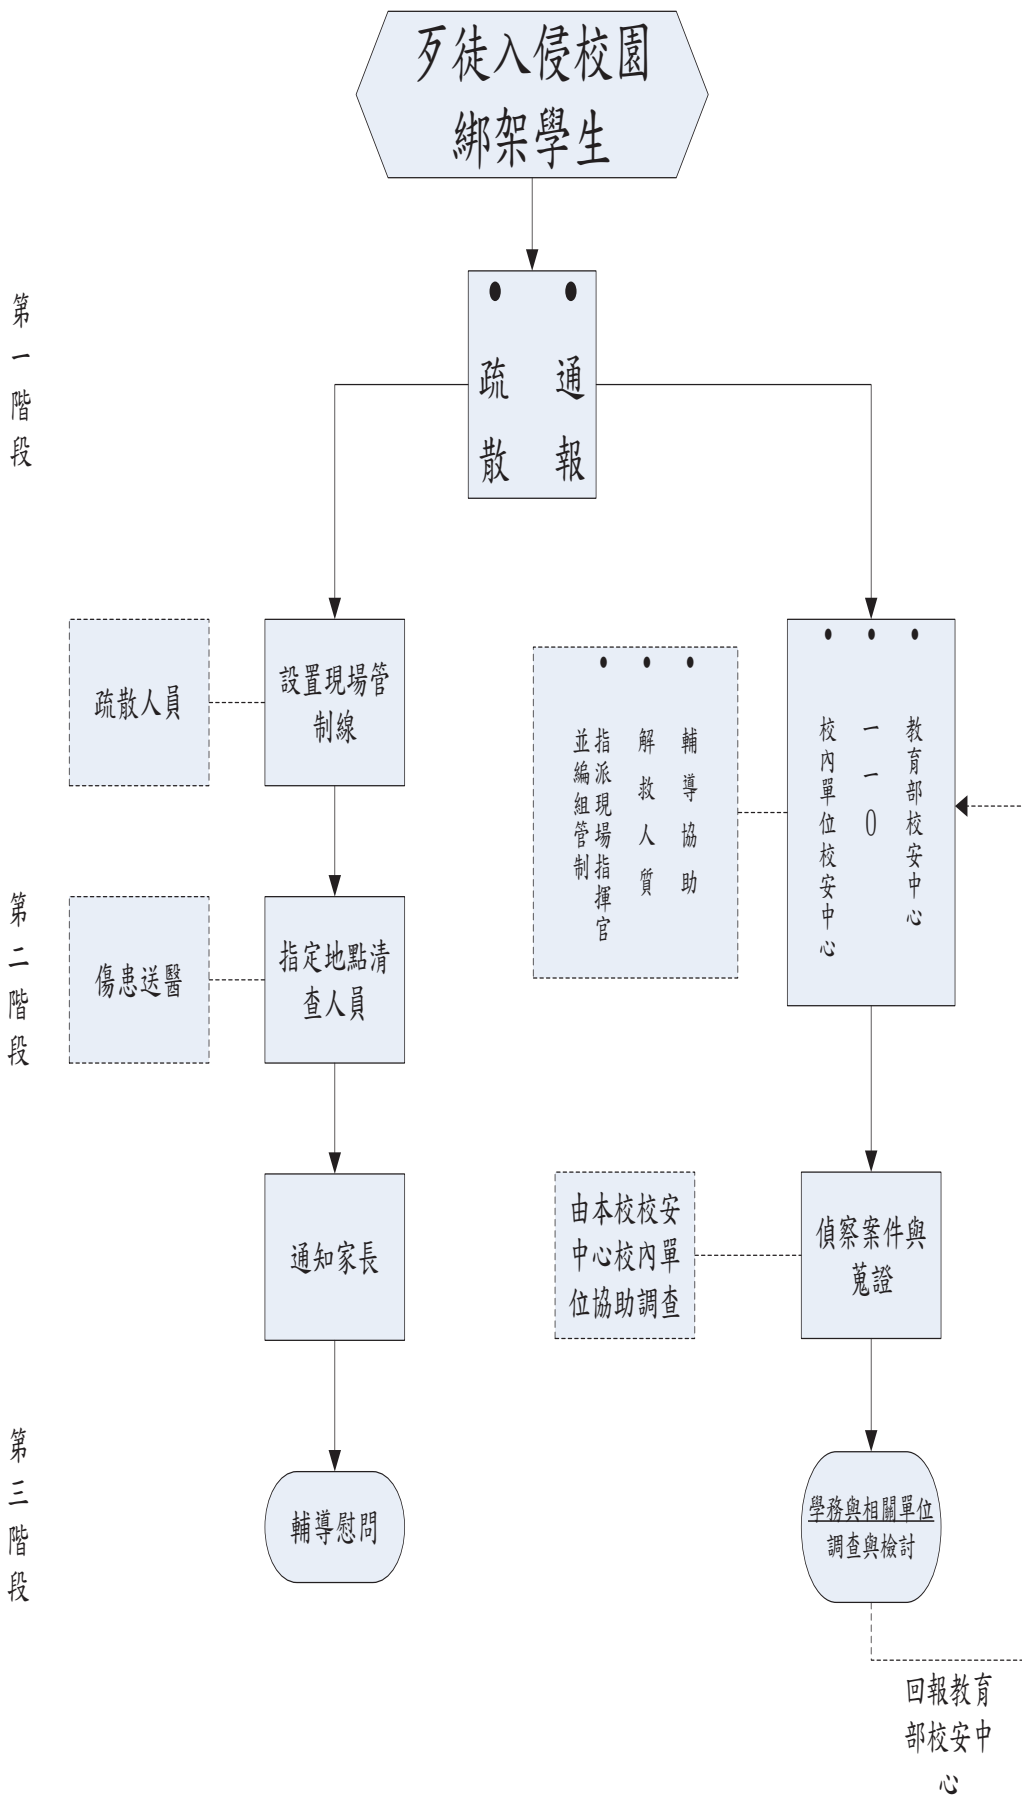 歹徒入侵校園
綁架學生
第一階段
通報
疏散
疏散人員
設置現場管
制線
輔導協助
解救人質
指派現場指揮官
並編組管制
教育部校安中心
一一０
校內單位校安中心
第二階段
傷患送醫
指定地點清
查人員
通知家長
由本校校安
中心校內單
位協助調查
偵察案件與
蒐證
第三階段
輔導慰問
學務與相關單位
調查與檢討
回報教育
部校安中
心